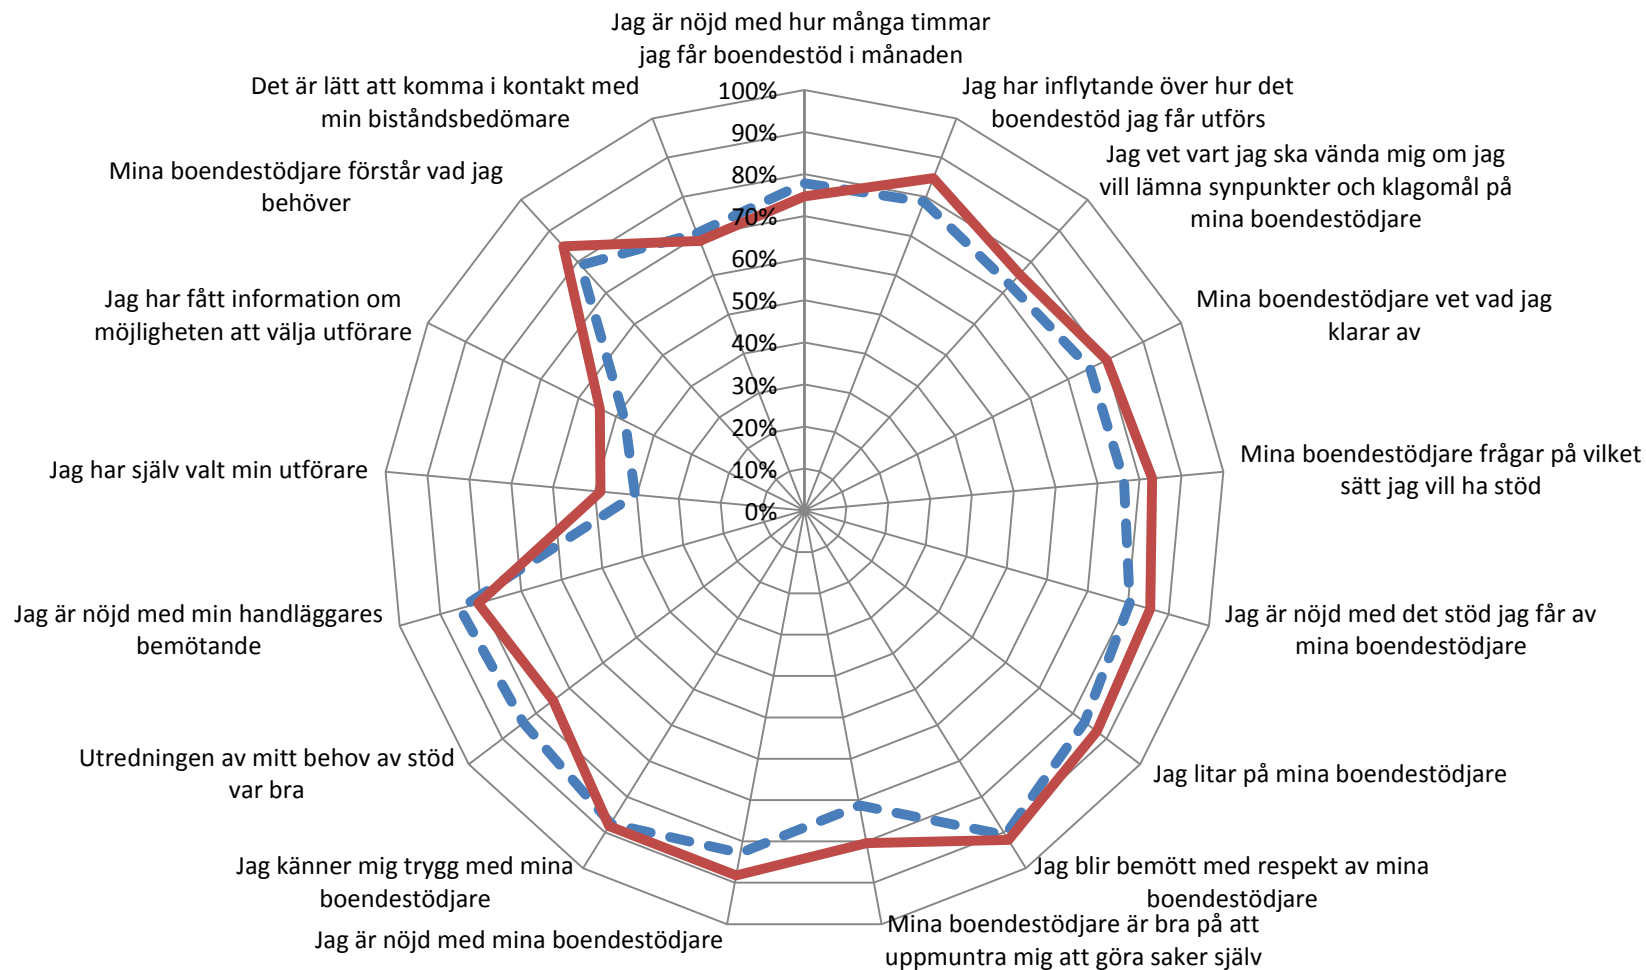 Jag är nöjd med hur många timmar
jag får boendestöd i månaden
Jag har inflytande över hur det
boendestöd jag får utförs
Jag vet vart jag ska vända mig om jag
vill lämna synpunkter och klagomål på
mina boendestödjare
Mina boendestödjare vet vad jag
klarar av
Mina boendestödjare frågar på vilket
sätt jag vill ha stöd
Jag är nöjd med det stöd jag får av
mina boendestödjare
Jag litar på mina boendestödjare
Jag blir bemött med respekt av mina
boendestödjare
Mina boendestödjare är bra på att
uppmuntra mig att göra saker själv
Jag är nöjd med mina boendestödjare
Jag känner mig trygg med mina
boendestödjare
Utredningen av mitt behov av stöd
var bra
Jag är nöjd med min handläggares
bemötande
Jag har själv valt min utförare
Jag har fått information om
möjligheten att välja utförare
Mina boendestödjare förstår vad jag
behöver
Det är lätt att komma i kontakt med
min biståndsbedömare
100%
90%
80%
70%
60%
50%
40%
30%
20%
10%
0%